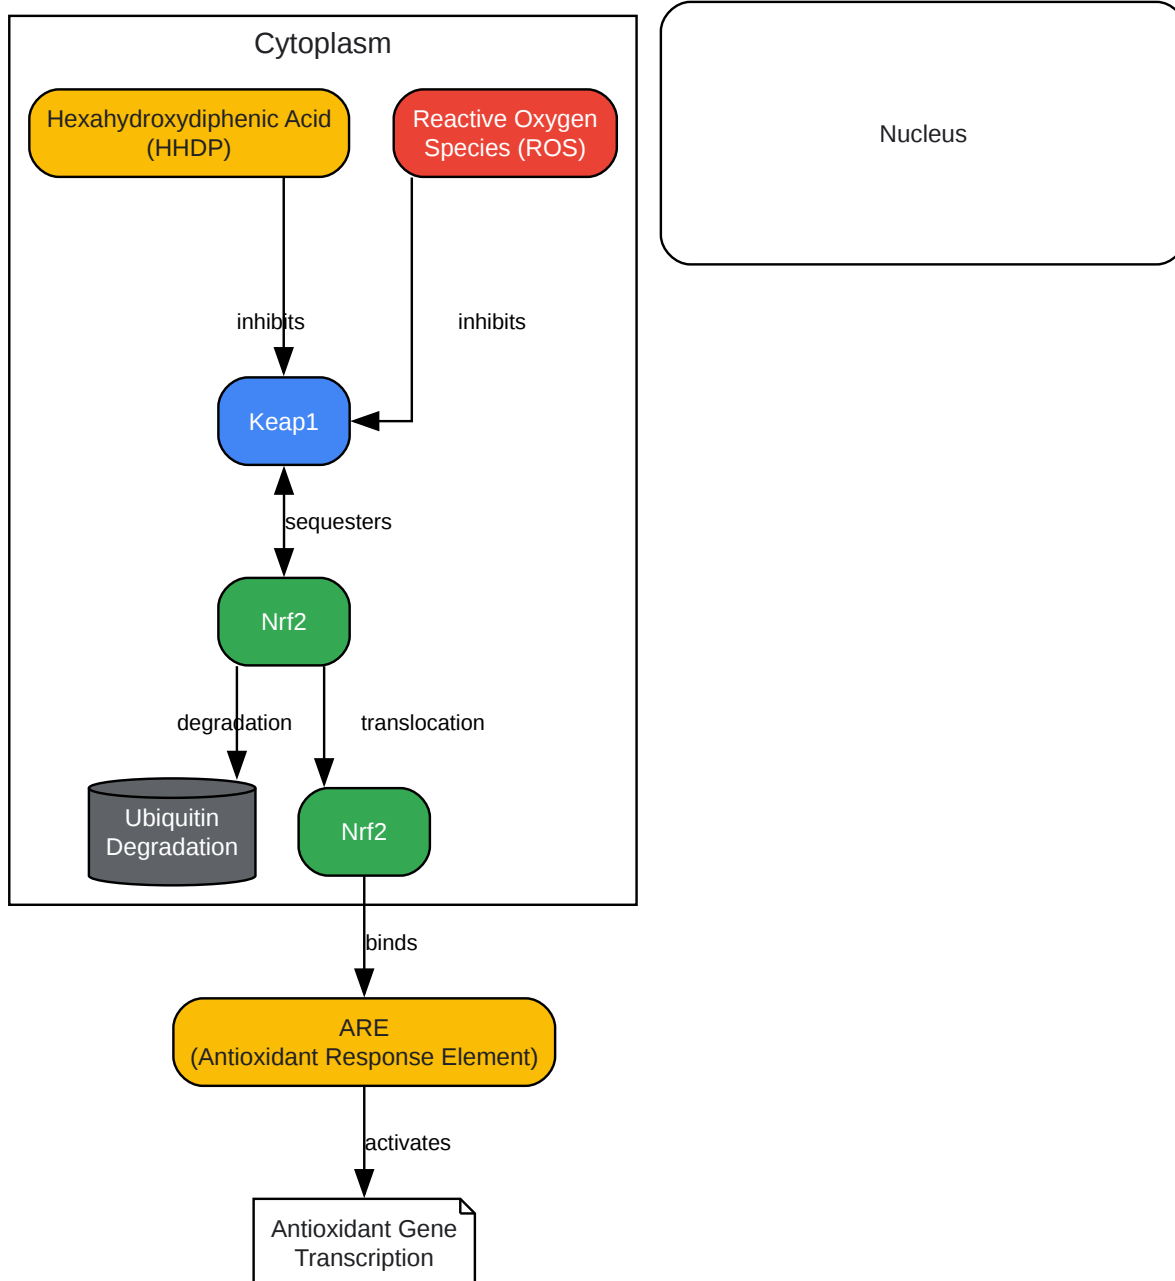 Cytoplasm
Hexahydroxydiphenic Acid
(HHDP)
Reactive Oxygen
Species (ROS)
Nucleus
inhibits
inhibits
Keap1
sequesters
Nrf2
degradation
translocation
Ubiquitin
Degradation
Nrf2
binds
ARE
(Antioxidant Response Element)
activates
Antioxidant Gene
Transcription